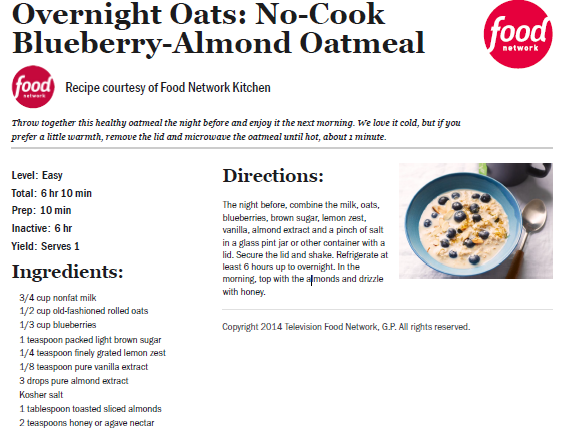 Overnight Oats: No-Cook
Blueberry-Almond Oatmeal
food
network
food
network
Recipe courtesy of Food Network Kitchen
Throw together this healthy oatmeal the night before and enjoy it the next morning. We love it cold, but if you
prefer a little warmth, remove the lid and microwave the oatmeal until hot, about 1 minute.
Level: Easy
Total: 6 hr 10 min
Prep: 10 min
Inactive: 6 hr
Yield: Serves 1
Ingredients:
3/4 cup nonfat milk
1/2 cup old-fashioned rolled oats
1/3 cup blueberries
1 teaspoon packed light brown sugar
1/4 teaspoon finely grated lemon zest
1/8 teaspoon pure vanilla extract
3 drops pure almond extract
Kosher salt
1 tablespoon toasted sliced almonds
2 teaspoons honey or agave nectar
Directions:
The night before, combine the milk, oats,
blueberries, brown sugar, lemon zest,
vanilla, almond extract and a pinch of salt
in a glass pint jar or other container with a
lid. Secure the lid and shake. Refrigerate at
least 6 hours up to overnight. In the
morning, top with the almonds and drizzle
with honey.
Copyright 2014 Television Food Network, G.P. All rights reserved.